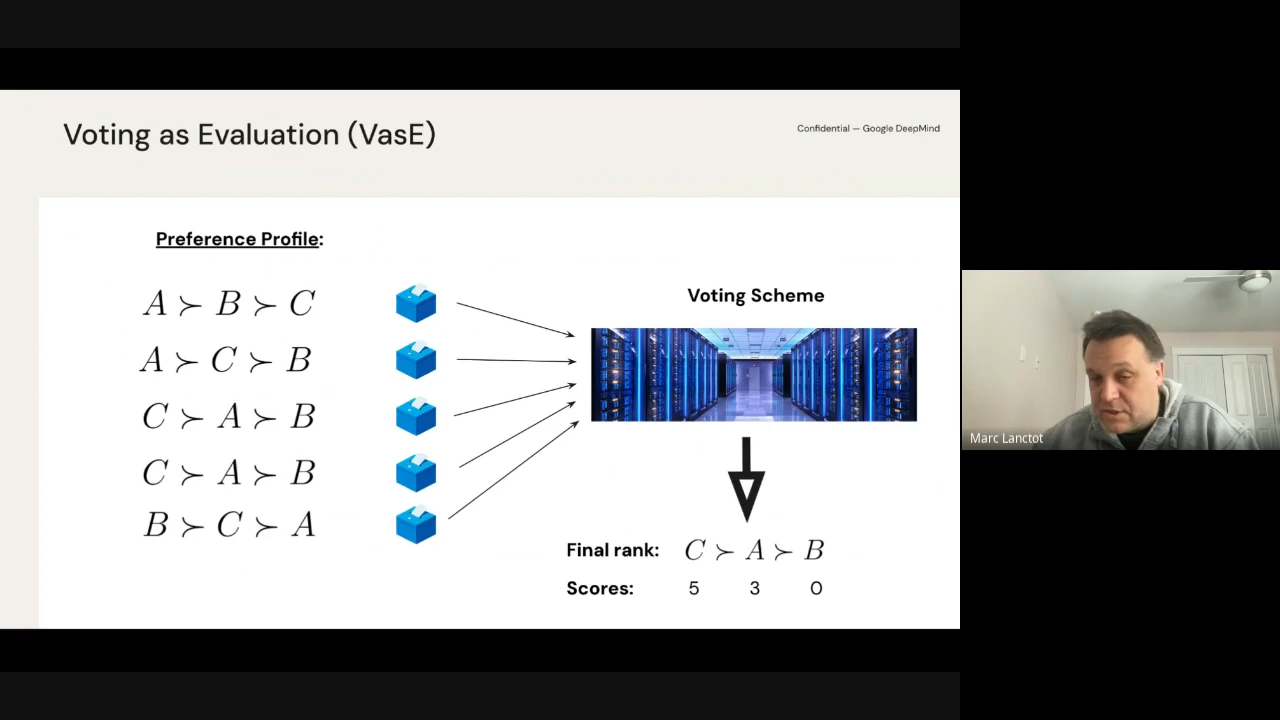 Voting as Evaluation (VasE)
Confidential — Google DeepMind
Preference Profile:
A ≻ B ≻ C
A ≻ C ≻ B
C ≻ A ≻ B
C ≻ A ≻ B
B ≻ C ≻ A
Voting Scheme
Final rank: C ≻ A ≻ B
Scores: 5 3 0
Marc Lanctot